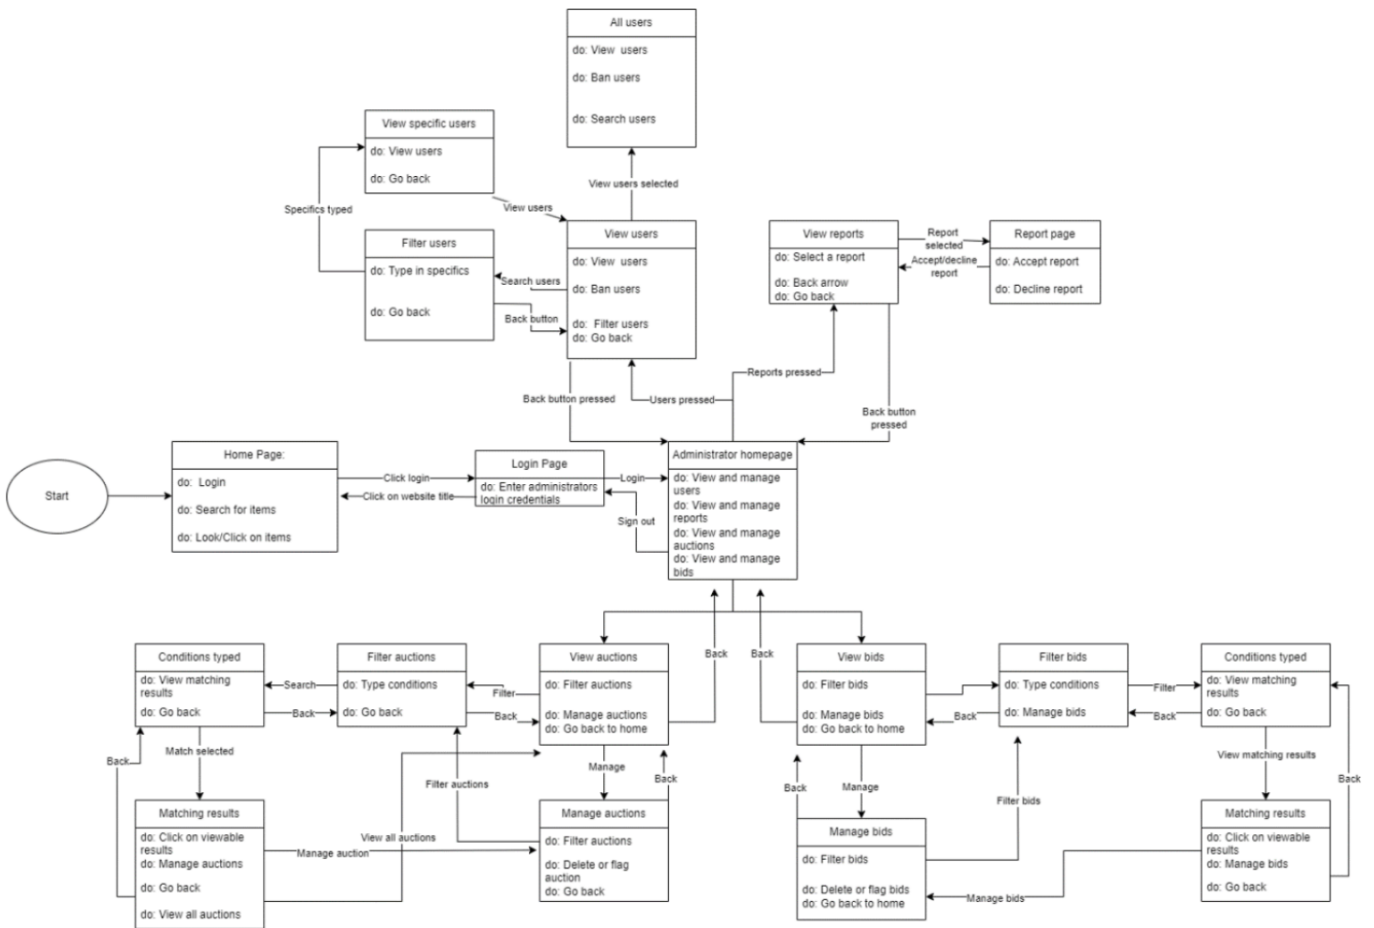 All users
do: View  users
do: Ban users
do: Search users
View users selected
View specific users
do: View users
do: Go back
View users
Specifics typed
Filter users
do: Type in specifics
do: Go back
Search users
Back button
View users
do: View  users
do: Ban users
do:  Filter users
do: Go back
Back button pressed
Users pressed
Reports pressed
View reports
do: Select a report
do: Back arrow
do: Go back
Report
selected
Accept/decline
report
Report page
do: Accept report
do: Decline report
Back button
pressed
Start
Home Page:
do:  Login
do: Search for items
do: Look/Click on items
Click login
Click on website title
Login Page
do: Enter administrators
login credentials
Login
Sign out
Administrator homepage
do: View and manage
users
do: View and manage
reports
do: View and manage
auctions
do: View and manage
bids
Conditions typed
do: View matching
results
do: Go back
Search
Back
Filter auctions
do: Type conditions
do: Go back
Filter
Back
View auctions
do: Filter auctions
do: Manage auctions
do: Go back to home
Back
Back
View bids
do: Filter bids
do: Manage bids
do: Go back to home
Back
Filter bids
do: Type conditions
do: Manage bids
Filter
Back
Conditions typed
do: View matching
results
do: Go back
Match selected
Back
Filter auctions
Manage
Back
Back
Manage
Filter bids
View matching results
Back
Matching results
do: Click on viewable
results
do: Manage auctions
do: Go back
do: View all auctions
View all auctions
Manage auction
Manage auctions
do: Filter auctions
do: Delete or flag
auction
do: Go back
Manage bids
do: Filter bids
do: Delete or flag bids
do: Go back to home
Manage bids
Matching results
do: Click on viewable
results
do: Manage bids
do: Go back